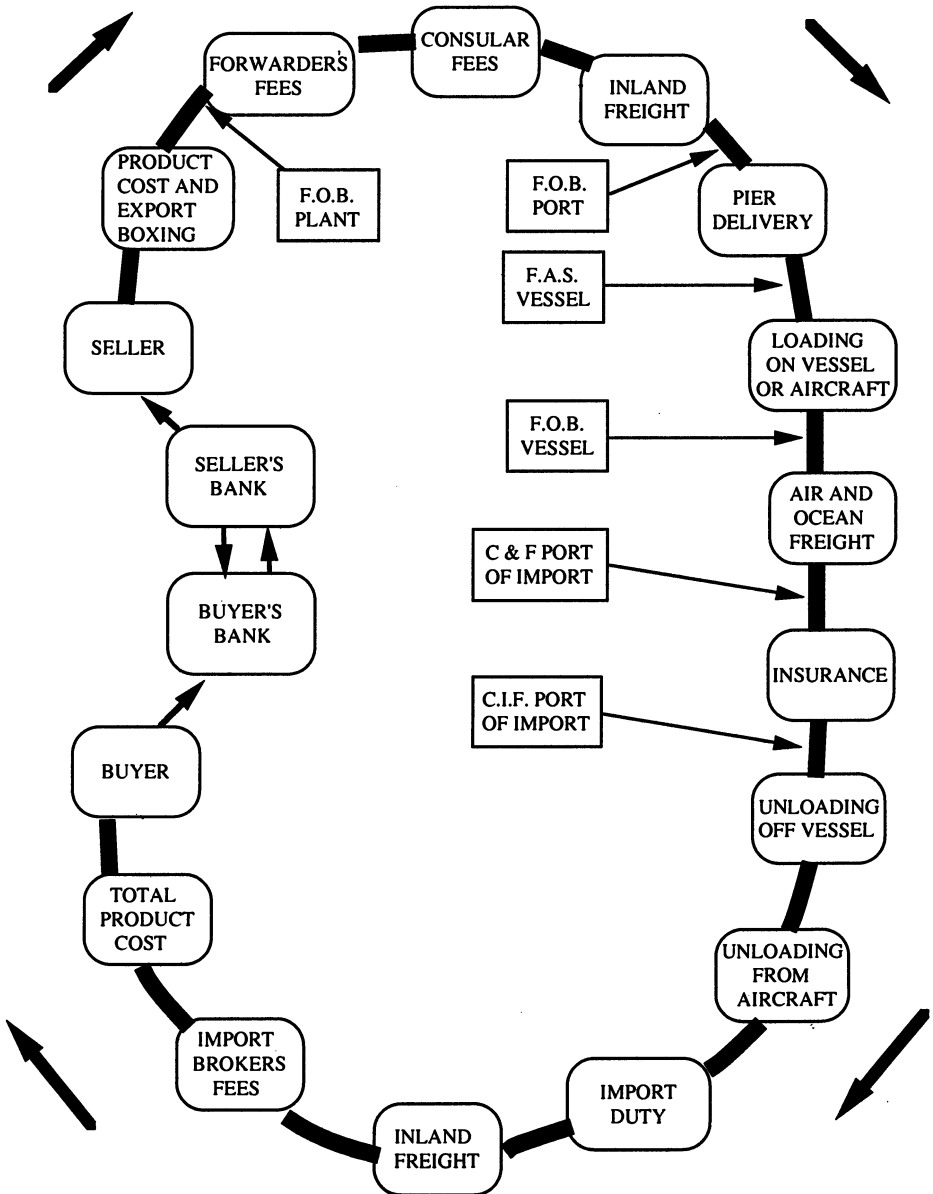 CONSULAR
FEES
FORWARDER'S
FEES
INLAND
FREIGHT
PRODUCT
COST AND
EXPORT
BOXING
F.O.B.
PLANT
F.O.B.
PORT
PIER
DELIVERY
F.A.S.
VESSEL
SELLER
LOADING
ON VESSEL
OR AIRCRAFT
F.O.B.
VESSEL
SELLER'S
BANK
AIR AND
OCEAN
FREIGHT
C & F PORT
OF IMPORT
BUYER'S
BANK
INSURANCE
C.I.F. PORT
OF IMPORT
BUYER
UNLOADING
OFF VESSEL
TOTAL
PRODUCT
COST
UNLOADING
FROM
AIRCRAFT
IMPORT
BROKERS
FEES
IMPORT
DUTY
INLAND
FREIGHT